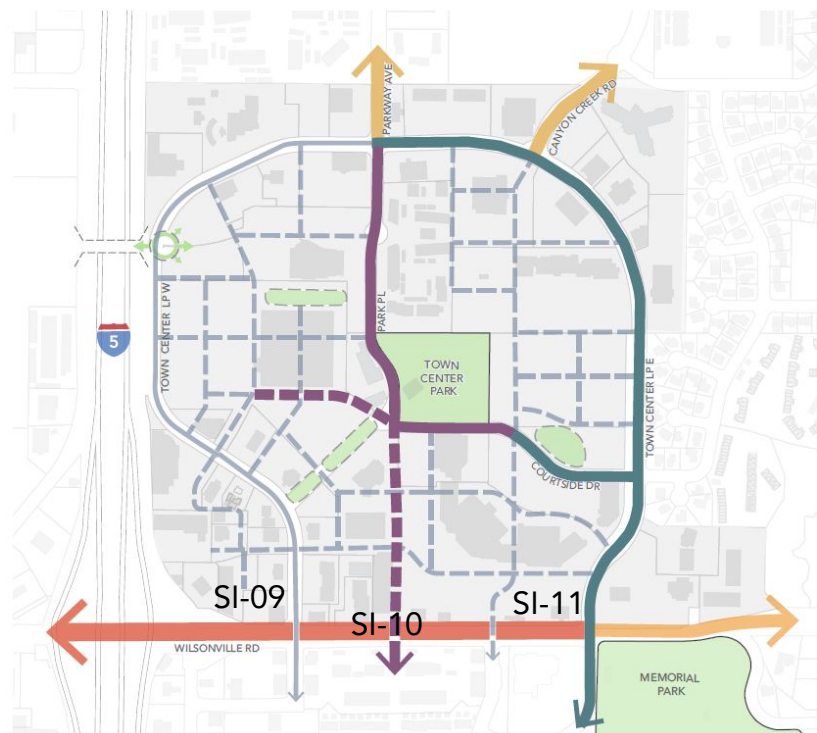 PARKWAY AVE
CANYON CREEK RD
5
TOWN CENTER LP W
PARK PL
TOWN
CENTER
PARK
TOWN CENTER LP E
COURTSIDE DR
SI-09
SI-10
SI-11
WILSONVILLE RD
MEMORIAL
PARK